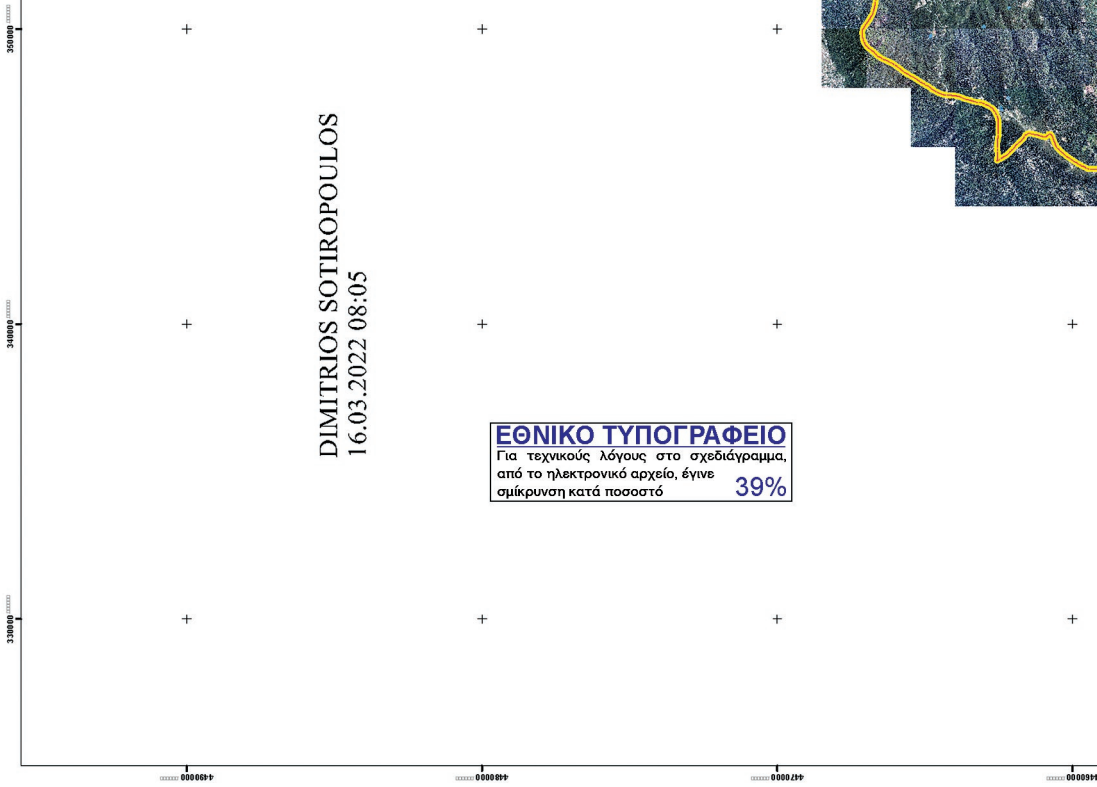 350000
DIMITRIOS SOTIROPOULOS
16.03.2022 08:05
340000
ΕΘΝΙΚΟ ΤΥΠΟΓΡΑΦΕΙΟ
Για τεχνικούς λόγους στο σχεδιάγραμμα,
από το ηλεκτρονικό αρχείο, έγινε
σμίκρυνση κατά ποσοστό 39%
330000
4490000
4480000
4470000
4460000